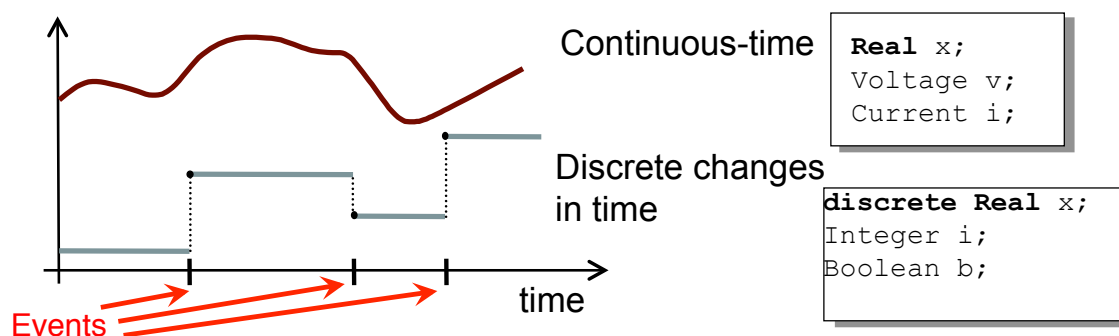 Continuous-time
Real x;
Voltage v;
Current i;
Discrete changes
in time
discrete Real x;
Integer i;
Boolean b;
time
Events